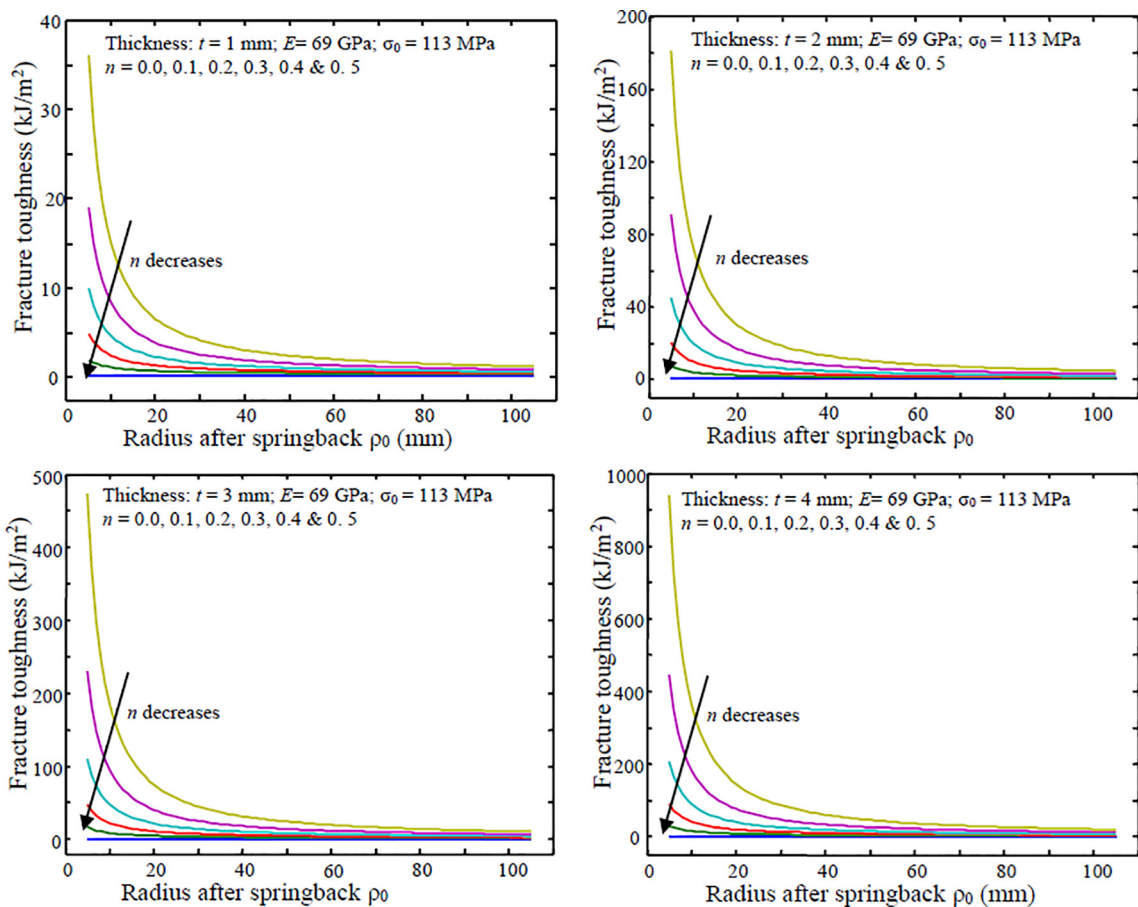 40
Thickness: t = 1 mm; E= 69 GPa; σ0 = 113 MPa
n = 0.0, 0.1, 0.2, 0.3, 0.4 & 0. 5
30
20
n decreases
10
0
Fracture toughness (kJ/m²)
0 20 40 60 80 100
Radius after springback ρ0 (mm)
200
Thickness: t = 2 mm; E= 69 GPa; σ0 = 113 MPa
n = 0.0, 0.1, 0.2, 0.3, 0.4 & 0. 5
160
120
80
n decreases
40
0
Fracture toughness (kJ/m²)
0 20 40 60 80 100
Radius after springback ρ0
500
Thickness: t = 3 mm; E= 69 GPa; σ0 = 113 MPa
n = 0.0, 0.1, 0.2, 0.3, 0.4 & 0. 5
400
300
200
n decreases
100
0
Fracture toughness (kJ/m²)
0 20 40 60 80 100
Radius after springback ρ0
1000
Thickness: t = 4 mm; E= 69 GPa; σ0 = 113 MPa
n = 0.0, 0.1, 0.2, 0.3, 0.4 & 0. 5
800
600
400
n decreases
200
0
Fracture toughness (kJ/m²)
0 20 40 60 80 100
Radius after springback ρ0 (mm)